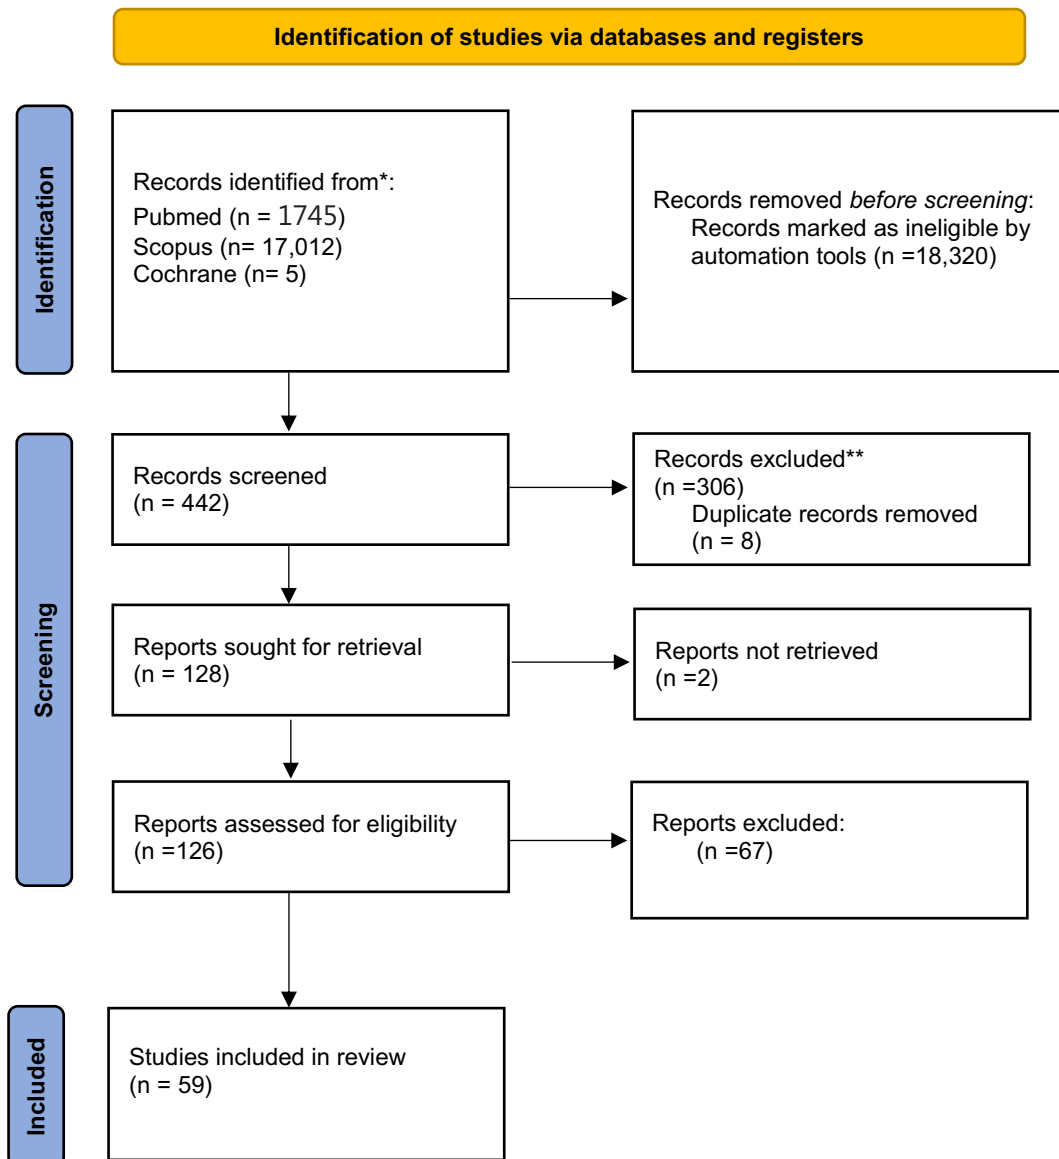 Identification of studies via databases and registers
Identification
Records identified from*:
Pubmed (n = 1745)
Scopus (n= 17,012)
Cochrane (n= 5)
Records removed before screening:
Records marked as ineligible by
automation tools (n =18,320)
Screening
Records screened
(n = 442)
Records excluded**
(n =306)
Duplicate records removed
(n = 8)
Reports sought for retrieval
(n = 128)
Reports not retrieved
(n =2)
Reports assessed for eligibility
(n =126)
Reports excluded:
(n =67)
Included
Studies included in review
(n = 59)